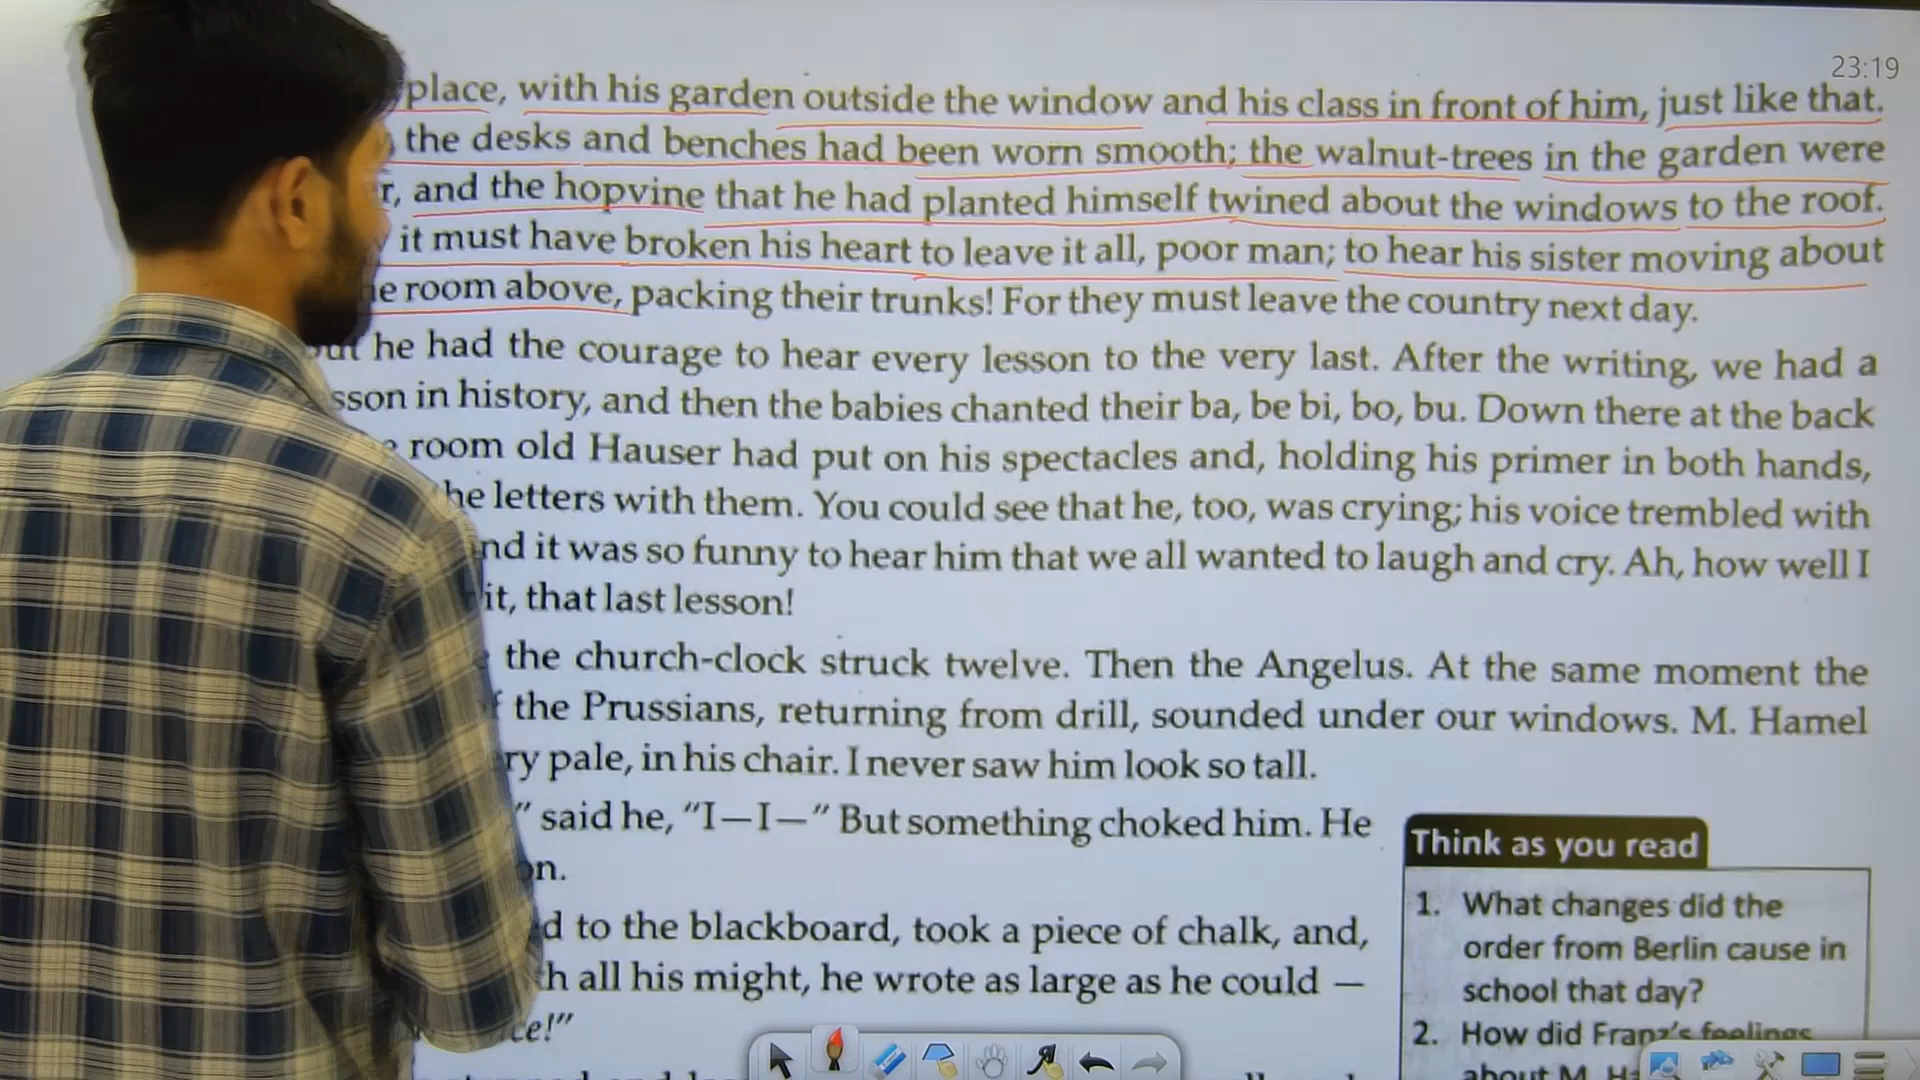 23:19
place, with his garden outside the window and his class in front of him, just like that.
the desks and benches had been worn smooth; the walnut-trees in the garden were
r, and the hopvine that he had planted himself twined about the windows to the roof.
it must have broken his heart to leave it all, poor man; to hear his sister moving about
e room above, packing their trunks! For they must leave the country next day.
he had the courage to hear every lesson to the very last. After the writing, we had a
sson in history, and then the babies chanted their ba, be bi, bo, bu. Down there at the back
room old Hauser had put on his spectacles and, holding his primer in both hands,
he letters with them. You could see that he, too, was crying; his voice trembled with
nd it was so funny to hear him that we all wanted to laugh and cry. Ah, how well I
it, that last lesson!
the church-clock struck twelve. Then the Angelus. At the same moment the
the Prussians, returning from drill, sounded under our windows. M. Hamel
ry pale, in his chair. I never saw him look so tall.
" said he, "I—I—" But something choked him. He
on.
d to the blackboard, took a piece of chalk, and,
h all his might, he wrote as large as he could —
ce!"
Think as you read
1. What changes did the
order from Berlin cause in
school that day?
2. How did Franz's feelings
about M.